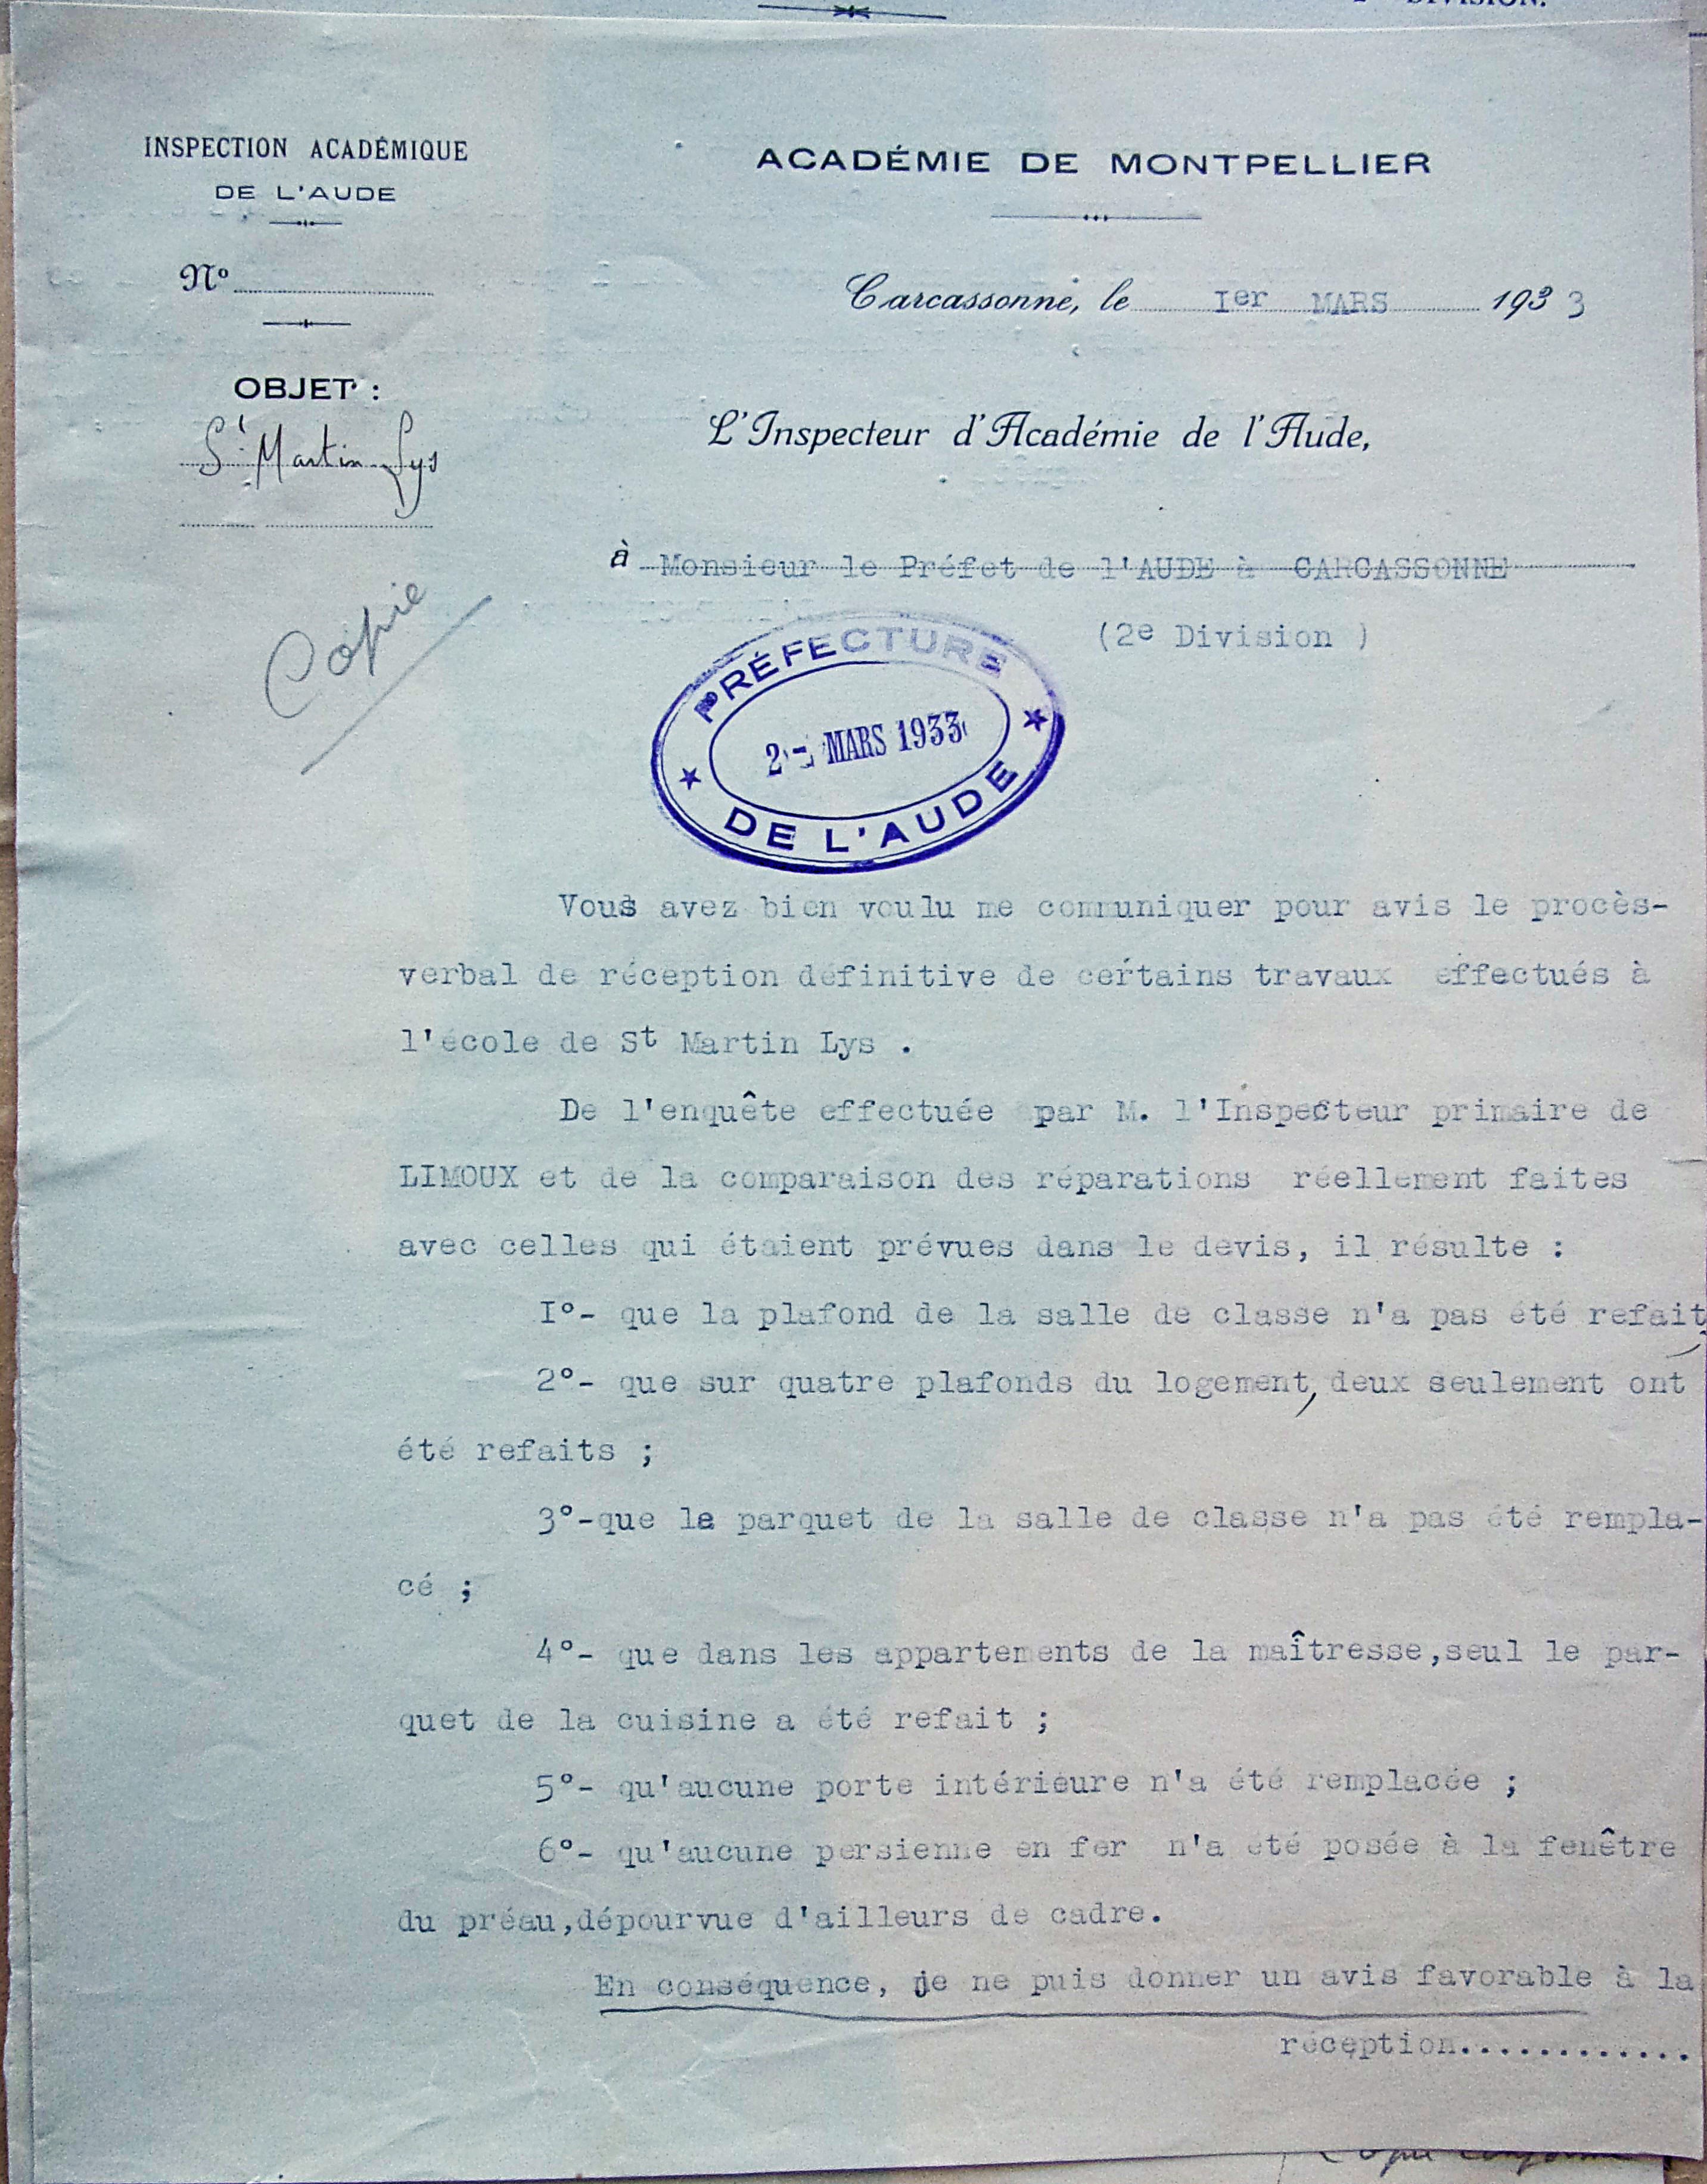 DIVISION.
INSPECTION ACADÉMIQUE
DE L'AUDE
No
OBJET :
St Martin Lys
Copie
ACADÉMIE DE MONTPELLIER
Carcassonne, le Ier MARS 1933
L'Inspecteur d'Académie de l'Aude,
à Monsieur le Préfet de l'AUDE à CARCASSONNE
(2e Division )
PRÉFECTURE
2 - MARS 1933
DE L'AUDE
Vous avez bien voulu me communiquer pour avis le procès-
verbal de réception définitive de certains travaux effectués à
l'école de St Martin Lys .
De l'enquête effectuée par M. l'Inspecteur primaire de
LIMOUX et de la comparaison des réparations réellement faites
avec celles qui étaient prévues dans le devis, il résulte :
I°- que la plafond de la salle de classe n'a pas été refait;
2°- que sur quatre plafonds du logement, deux seulement ont
été refaits ;
3°-que le parquet de la salle de classe n'a pas été rempla-
cé ;
4°- que dans les appartements de la maîtresse,seul le par-
quet de la cuisine a été refait ;
5°- qu'aucune porte intérieure n'a été remplacée ;
6°- qu'aucune persienne en fer n'a été posée à la fenêtre
du préau,dépourvue d'ailleurs de cadre.
En conséquence, je ne puis donner un avis favorable à la
réception............